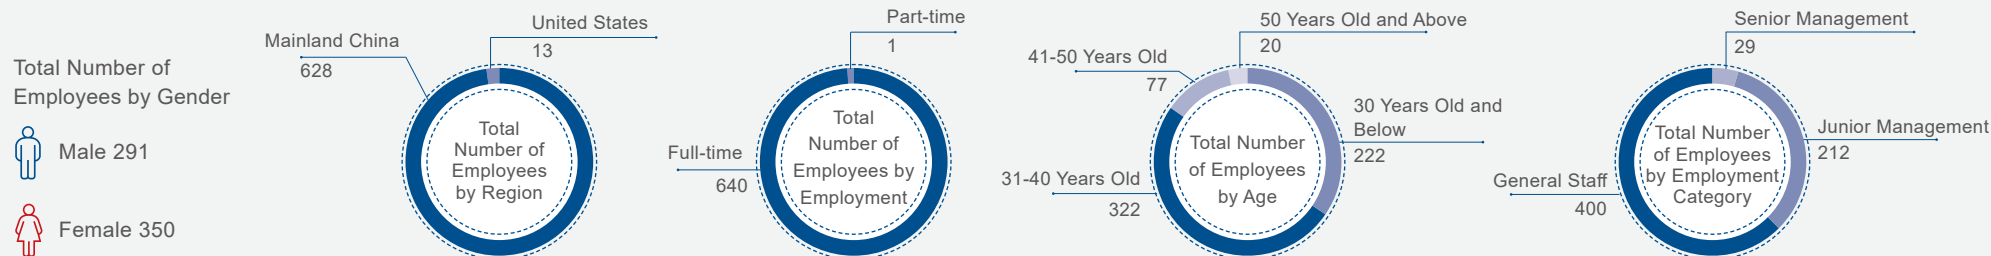 Total Number of
Employees by Gender
Male 291
Female 350
Mainland China
628
United States
13
Total
Number of
Employees
by Region
Part-time
1
Full-time
640
Total
Number of
Employees by
Employment
50 Years Old and Above
20
41-50 Years Old
77
30 Years Old and
Below
222
31-40 Years Old
322
Total Number
of Employees
by Age
Senior Management
29
Junior Management
212
General Staff
400
Total Number
of Employees
by Employment
Category